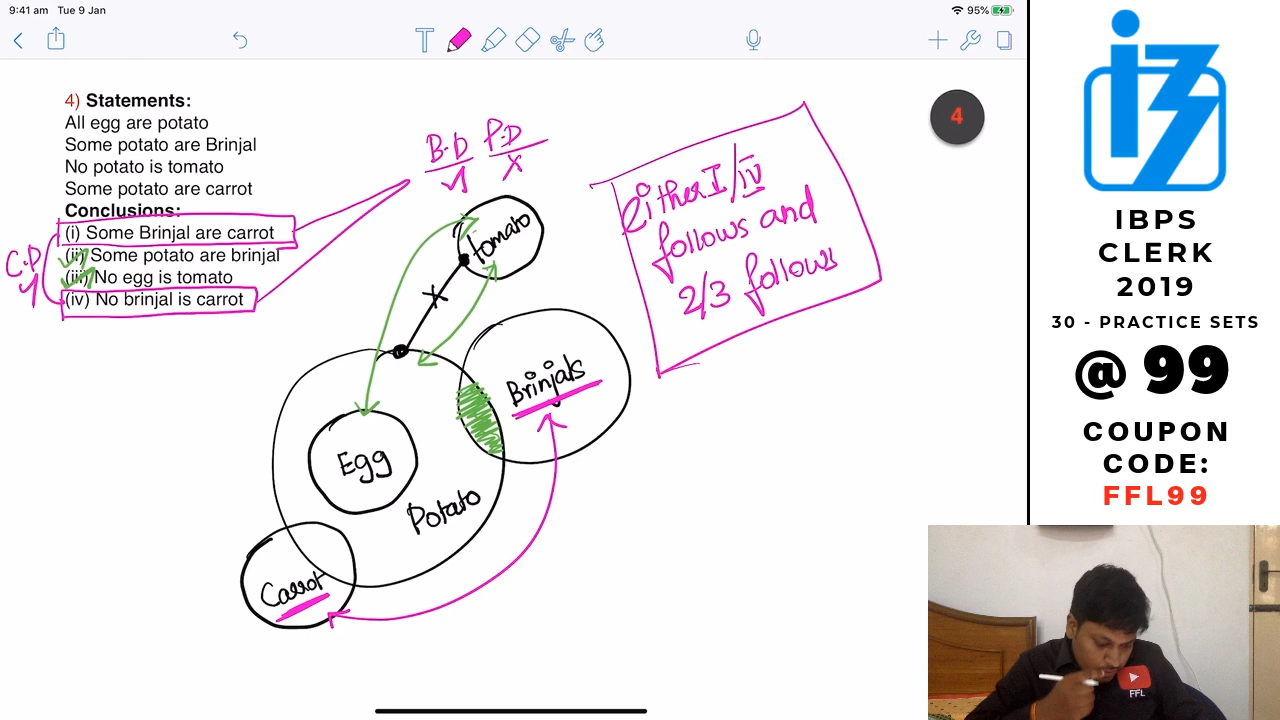 9:41 am Tue 9 Jan
95%
T
4) Statements:
All egg are potato
Some potato are Brinjal
No potato is tomato
Some potato are carrot
Conclusions:
(i) Some Brinjal are carrot
(ii) Some potato are brinjal
(iii) No egg is tomato
(iv) No brinjal is carrot
C.D
B.D P.D
X
tomato
X
Brinjals
Egg
Potato
Carrot
either I/IV
follows and
2/3 follows
4
IBPS
CLERK
2019
30 - PRACTICE SETS
@ 99
COUPON
CODE:
FFL99
FFL